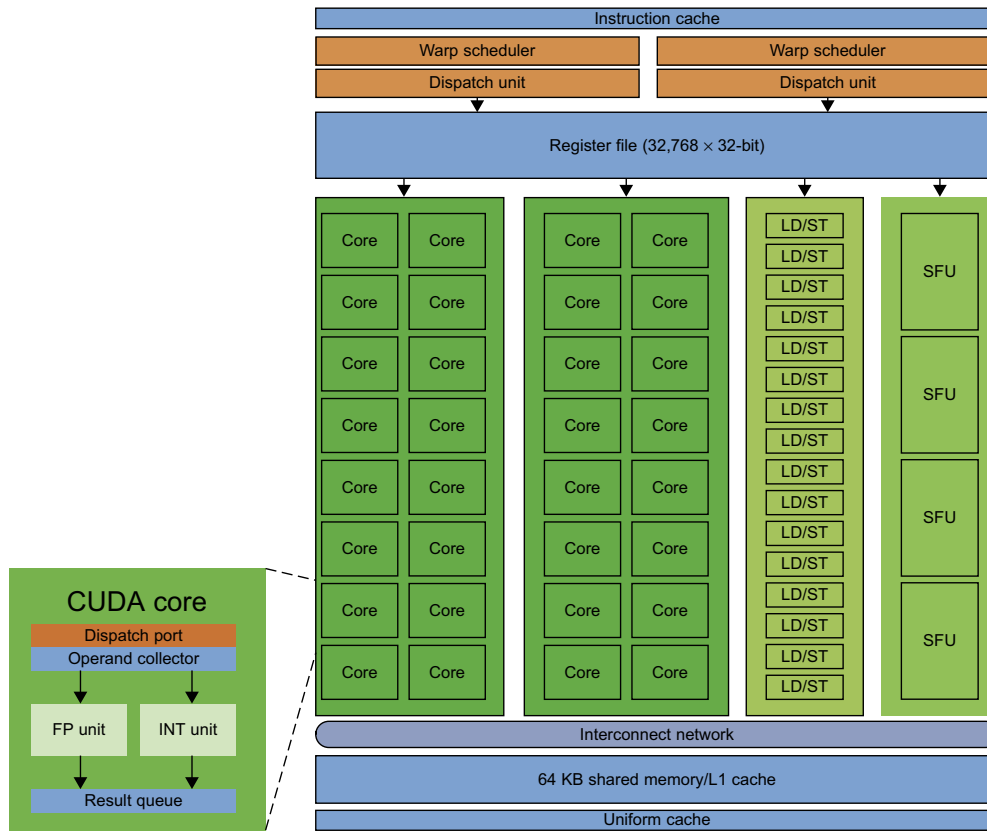 Instruction cache
Warp scheduler Warp scheduler
Dispatch unit Dispatch unit
Register file (32,768 × 32-bit)
Core Core Core Core LD/ST SFU
LD/ST
Core Core Core Core LD/ST
LD/ST
Core Core Core Core LD/ST SFU
LD/ST
Core Core Core Core LD/ST
LD/ST
Core Core Core Core LD/ST SFU
LD/ST
Core Core Core Core LD/ST
LD/ST
Core Core Core Core LD/ST SFU
LD/ST
Core Core Core Core LD/ST
LD/ST
Interconnect network
64 KB shared memory/L1 cache
Uniform cache
CUDA core
Dispatch port
Operand collector
FP unit INT unit
Result queue